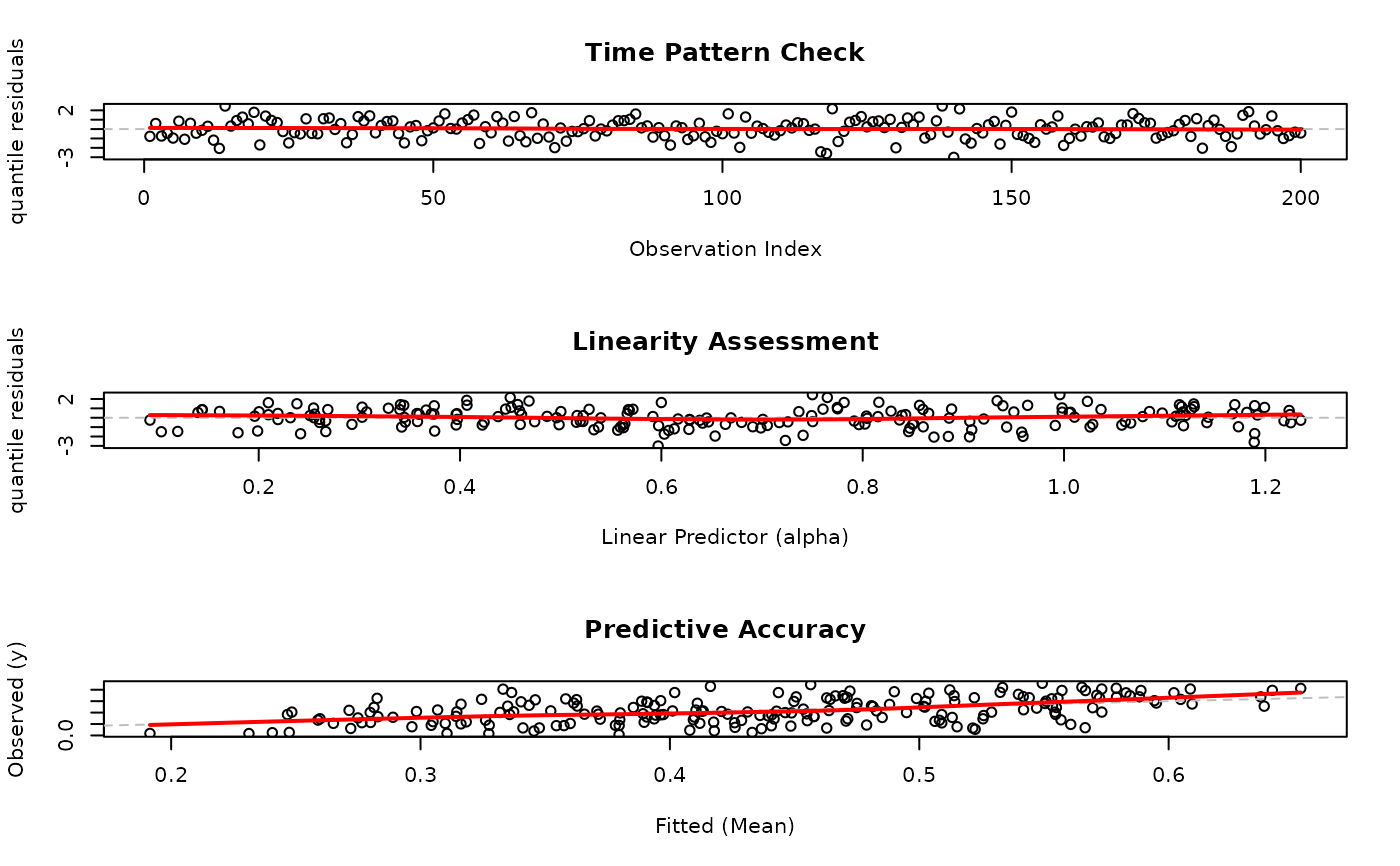 Time Pattern Check
quantile residuals
2
-3
0 50 100 150 200
Observation Index
Linearity Assessment
quantile residuals
2
-3
0.2 0.4 0.6 0.8 1.0 1.2
Linear Predictor (alpha)
Predictive Accuracy
Observed (y)
0.0
0.2 0.3 0.4 0.5 0.6
Fitted (Mean)